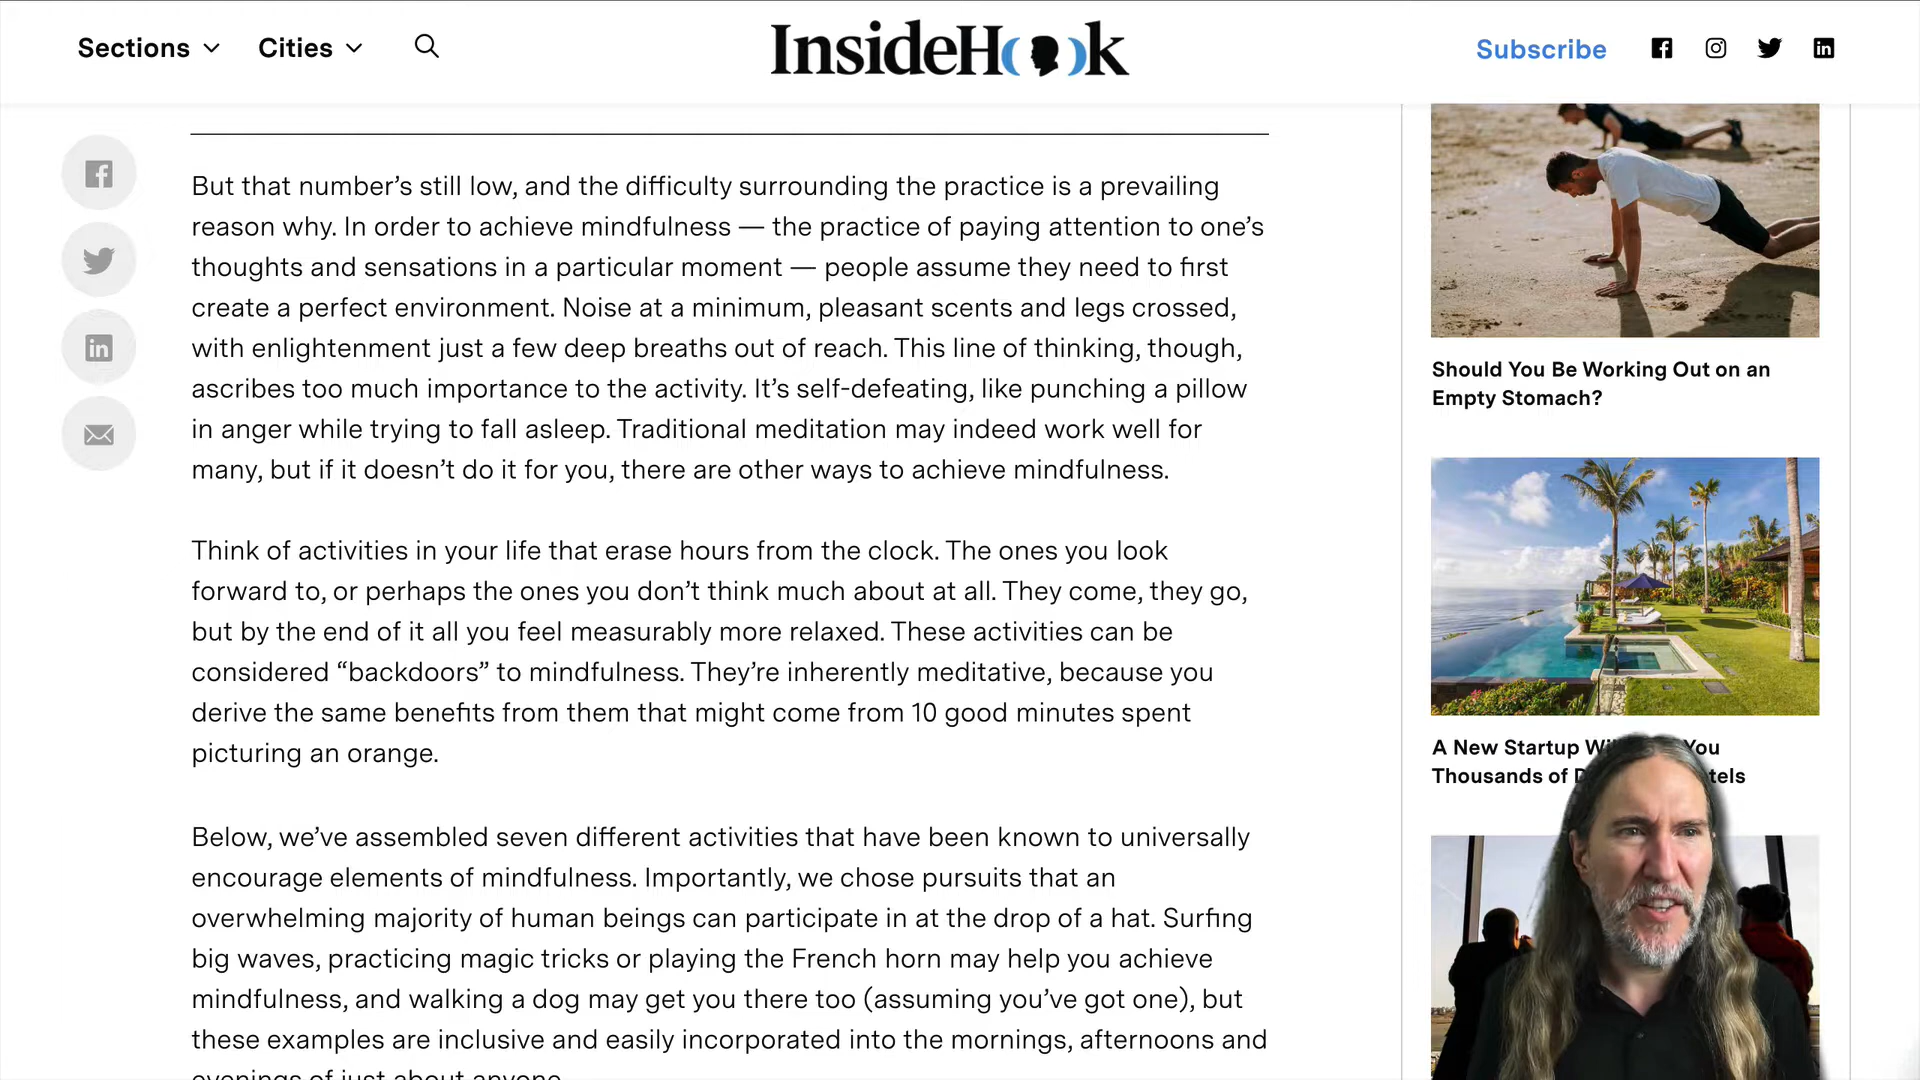 Sections
Cities
InsideHook
Subscribe
But that number’s still low, and the difficulty surrounding the practice is a prevailing
reason why. In order to achieve mindfulness — the practice of paying attention to one’s
thoughts and sensations in a particular moment — people assume they need to first
create a perfect environment. Noise at a minimum, pleasant scents and legs crossed,
with enlightenment just a few deep breaths out of reach. This line of thinking, though,
ascribes too much importance to the activity. It’s self-defeating, like punching a pillow
in anger while trying to fall asleep. Traditional meditation may indeed work well for
many, but if it doesn’t do it for you, there are other ways to achieve mindfulness.
Think of activities in your life that erase hours from the clock. The ones you look
forward to, or perhaps the ones you don’t think much about at all. They come, they go,
but by the end of it all you feel measurably more relaxed. These activities can be
considered “backdoors” to mindfulness. They’re inherently meditative, because you
derive the same benefits from them that might come from 10 good minutes spent
picturing an orange.
Below, we’ve assembled seven different activities that have been known to universally
encourage elements of mindfulness. Importantly, we chose pursuits that an
overwhelming majority of human beings can participate in at the drop of a hat. Surfing
big waves, practicing magic tricks or playing the French horn may help you achieve
mindfulness, and walking a dog may get you there too (assuming you’ve got one), but
these examples are inclusive and easily incorporated into the mornings, afternoons and
evenings of just about anyone.
Should You Be Working Out on an
Empty Stomach?
A New Startup You
Thousands of